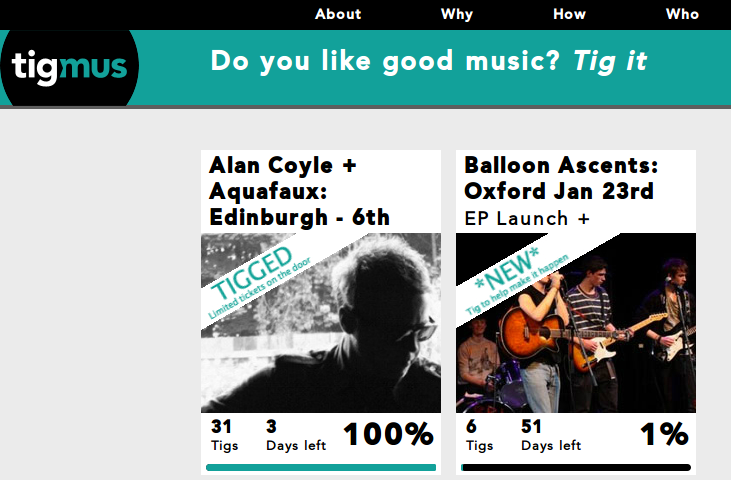 About Why How Who
tigmus
Do you like good music? Tig it
Alan Coyle +
Aquafaux:
Edinburgh - 6th
TIGGED
Limited tickets on the door
31 3 100%
Tigs Days left
Balloon Ascents:
Oxford Jan 23rd
EP Launch +
*NEW*
Tig to help make it happen
6 51 1%
Tigs Days left